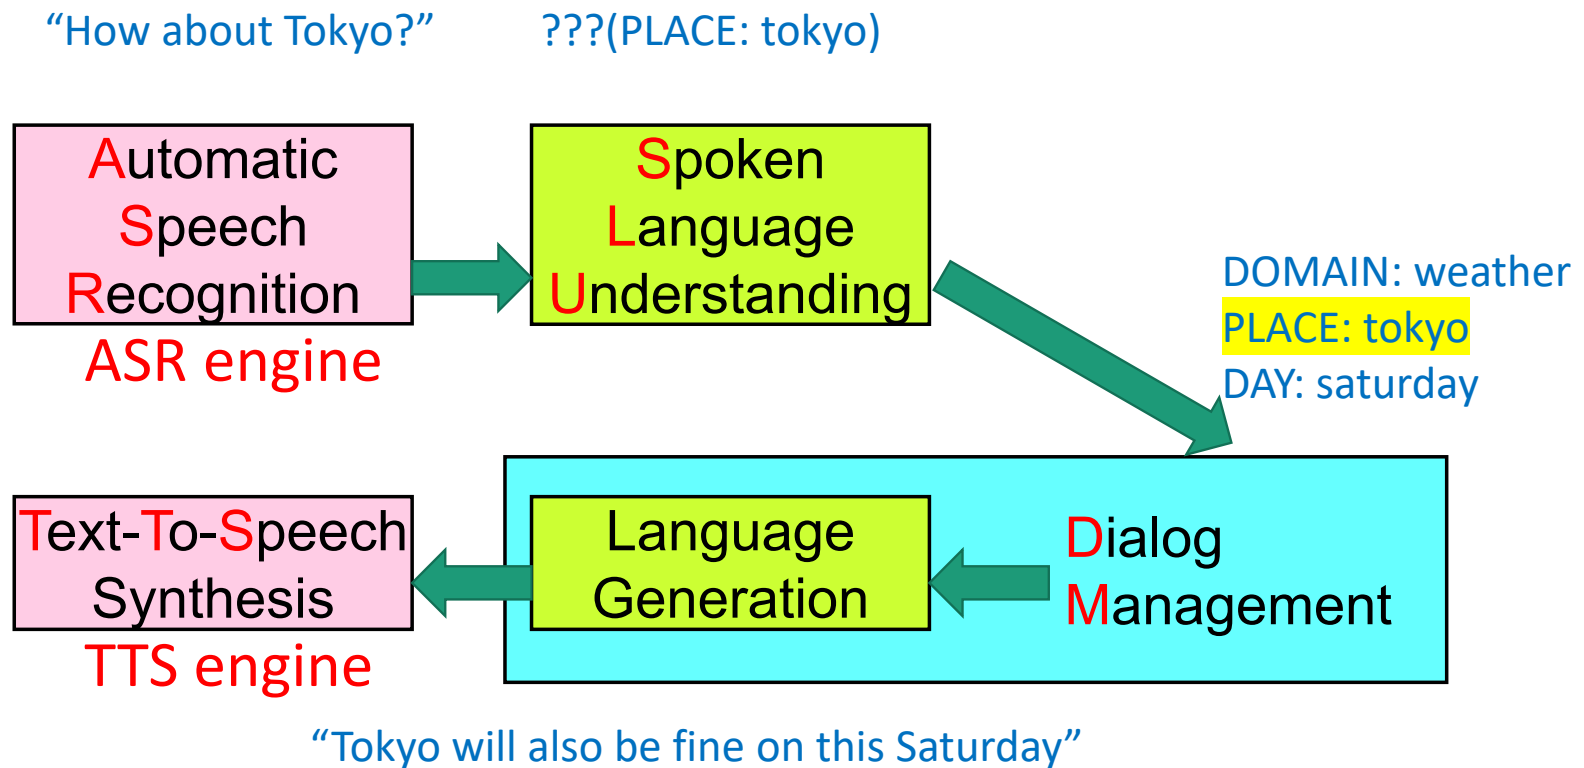 “How about Tokyo?”
???(PLACE: tokyo)
Automatic
Speech
Recognition
ASR engine
Spoken
Language
Understanding
DOMAIN: weather
PLACE: tokyo
DAY: saturday
Text-To-Speech
Synthesis
TTS engine
Language
Generation
Dialog
Management
“Tokyo will also be fine on this Saturday”